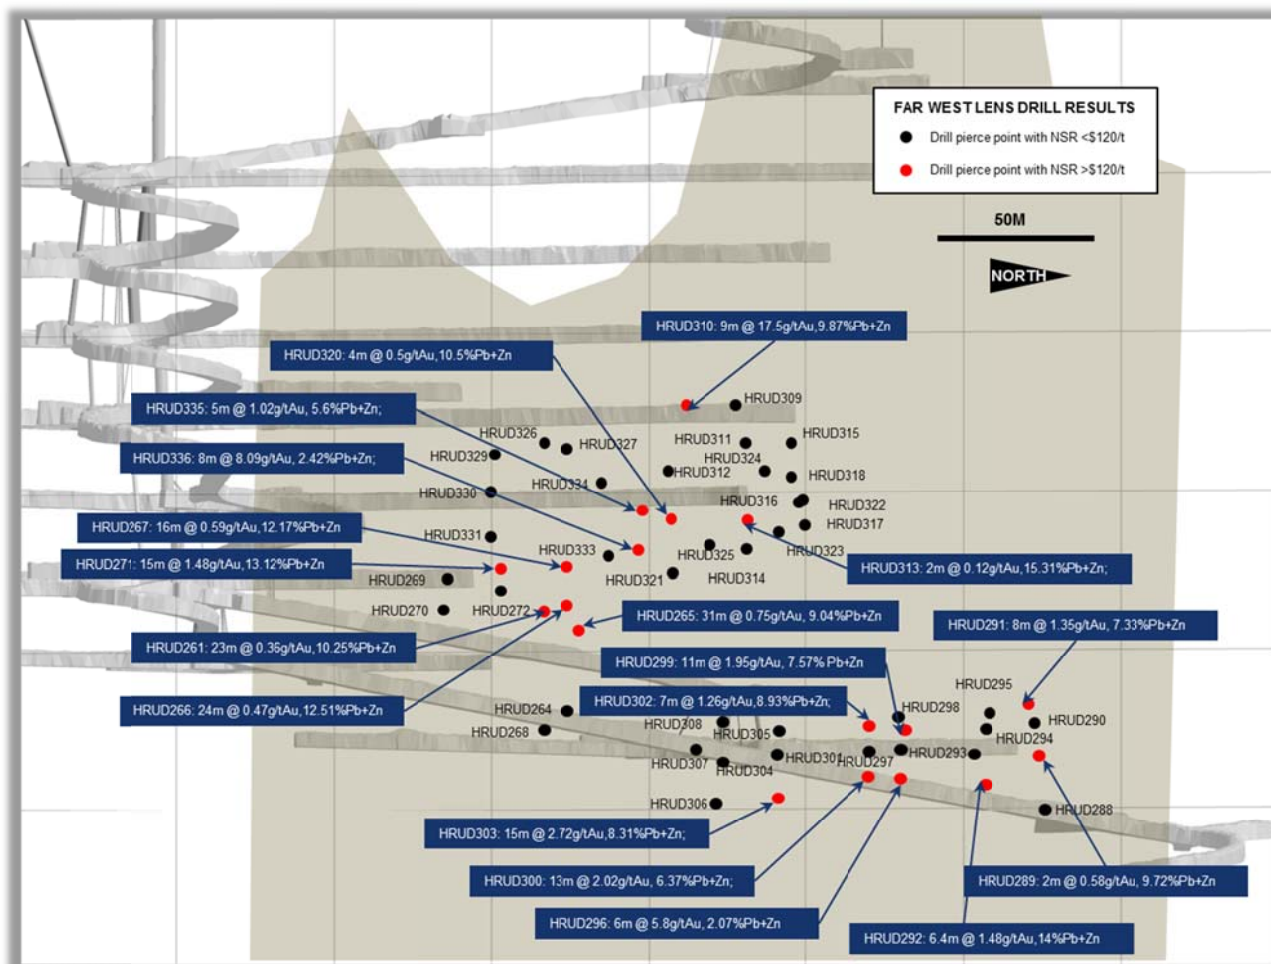 FAR WEST LENS DRILL RESULTS
Drill pierce point with NSR <$120/t
Drill pierce point with NSR >$120/t
50M
NORTH
HRUD310: 9m @ 17.5g/tAu,9.87%Pb+Zn
HRUD320: 4m @ 0.5g/tAu, 10.5%Pb+Zn
HRUD335: 5m @ 1.02g/tAu, 5.6%Pb+Zn;
HRUD309
HRUD326
HRUD327
HRUD311
HRUD315
HRUD336: 8m @ 8.09g/tAu, 2.42%Pb+Zn;
HRUD329
HRUD324
HRUD312
HRUD318
HRUD334
HRUD330
HRUD316
HRUD322
HRUD267: 16m @ 0.59g/tAu,12.17%Pb+Zn
HRUD317
HRUD331
HRUD333
HRUD325
HRUD323
HRUD271: 15m @ 1.48g/tAu,13.12%Pb+Zn
HRUD313: 2m @ 0.12g/tAu,15.31%Pb+Zn;
HRUD269
HRUD321
HRUD314
HRUD270
HRUD272
HRUD265: 31m @ 0.75g/tAu, 9.04%Pb+Zn
HRUD291: 8m @ 1.35g/tAu, 7.33%Pb+Zn
HRUD261: 23m @ 0.36g/tAu,10.25%Pb+Zn
HRUD299: 11m @ 1.95g/tAu, 7.57% Pb+Zn
HRUD295
HRUD302: 7m @ 1.26g/tAu,8.93%Pb+Zn;
HRUD266: 24m @ 0.47g/tAu,12.51%Pb+Zn
HRUD264
HRUD298
HRUD308
HRUD290
HRUD268
HRUD305
HRUD294
HRUD307
HRUD304
HRUD301
HRUD297
HRUD293
HRUD306
HRUD288
HRUD303: 15m @ 2.72g/tAu,8.31%Pb+Zn;
HRUD300: 13m @ 2.02g/tAu, 6.37%Pb+Zn;
HRUD289: 2m @ 0.58g/tAu, 9.72%Pb+Zn
HRUD296: 6m @ 5.8g/tAu, 2.07%Pb+Zn
HRUD292: 6.4m @ 1.48g/tAu,14%Pb+Zn